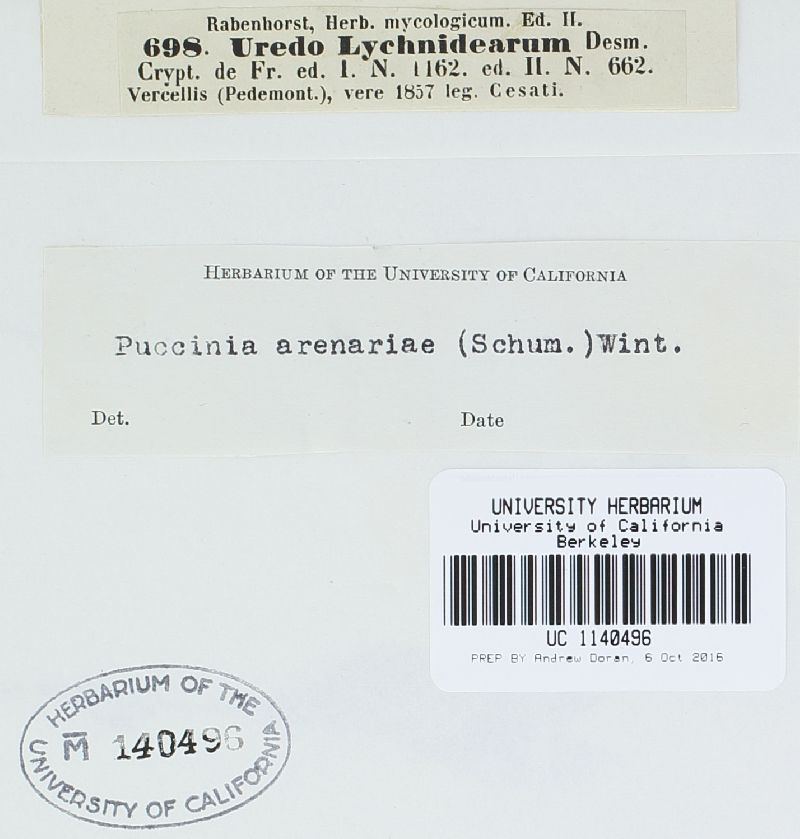 Rabenhorst, Herb. mycologicum. Ed. II.
698. Uredo Lychnidearum Desm.
Crypt. de Fr. ed. I. N. 1162. ed. II. N. 662.
Vercellis (Pedemont.), vere 1857 leg. Cesati.
HERBARIUM OF THE UNIVERSITY OF CALIFORNIA
Puccinia arenariae (Schum.)Wint.
Det. Date
UNIVERSITY HERBARIUM
University of California
Berkeley
UC 1140496
PREP BY Andrew Doran, 6 Oct 2016
HERBARIUM OF THE
M̅ 140496
UNIVERSITY OF CALIFORNIA